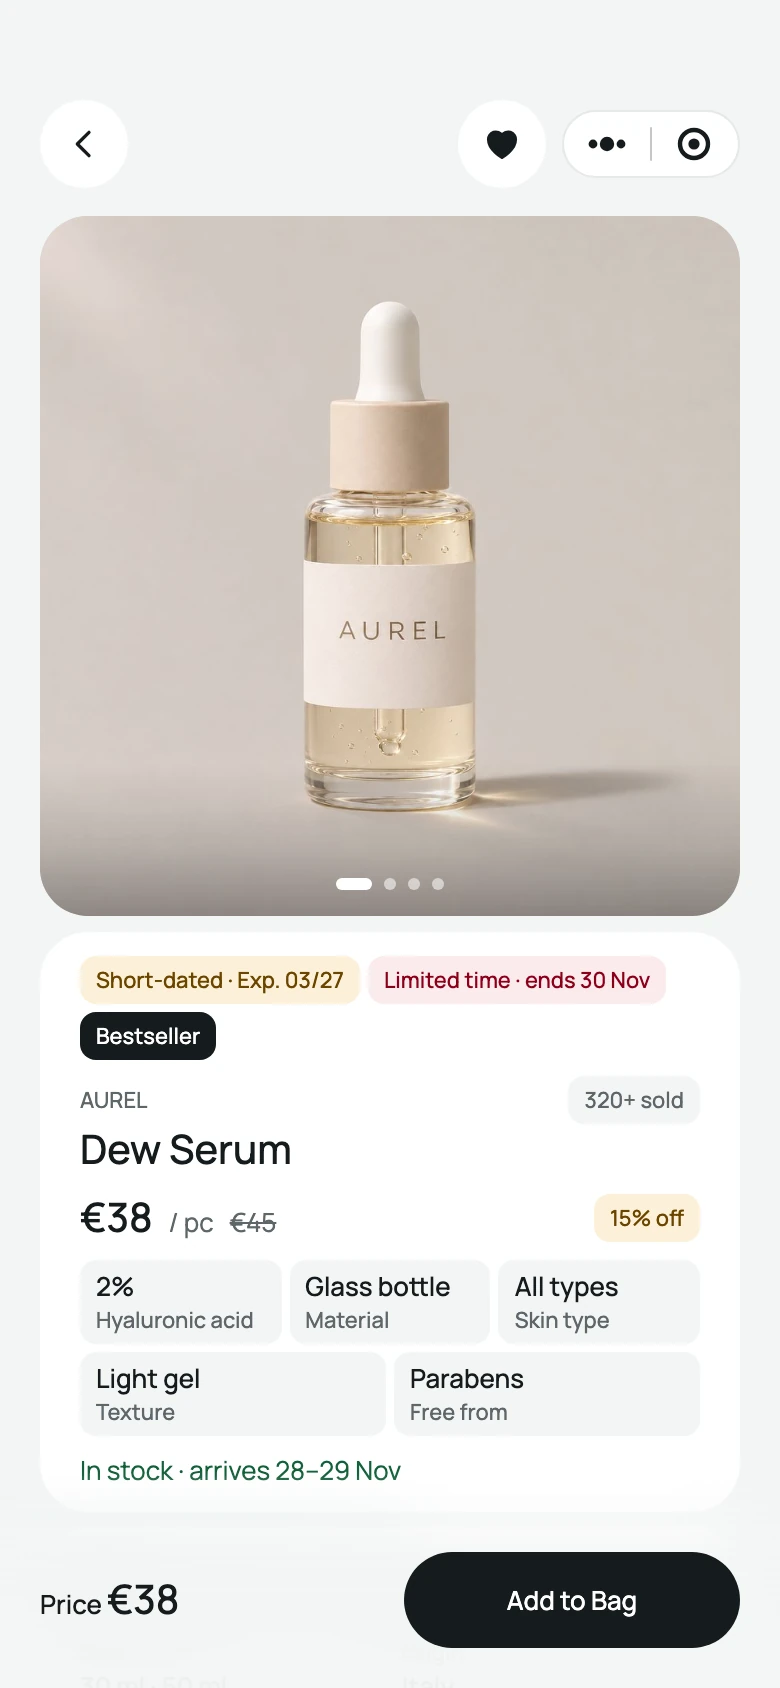 AUREL
Short-dated · Exp. 03/27
Limited time · ends 30 Nov
Bestseller
AUREL
320+ sold
Dew Serum
€38 / pc €45
15% off
2%
Hyaluronic acid
Glass bottle
Material
All types
Skin type
Light gel
Texture
Parabens
Free from
In stock · arrives 28–29 Nov
Price €38
Add to Bag